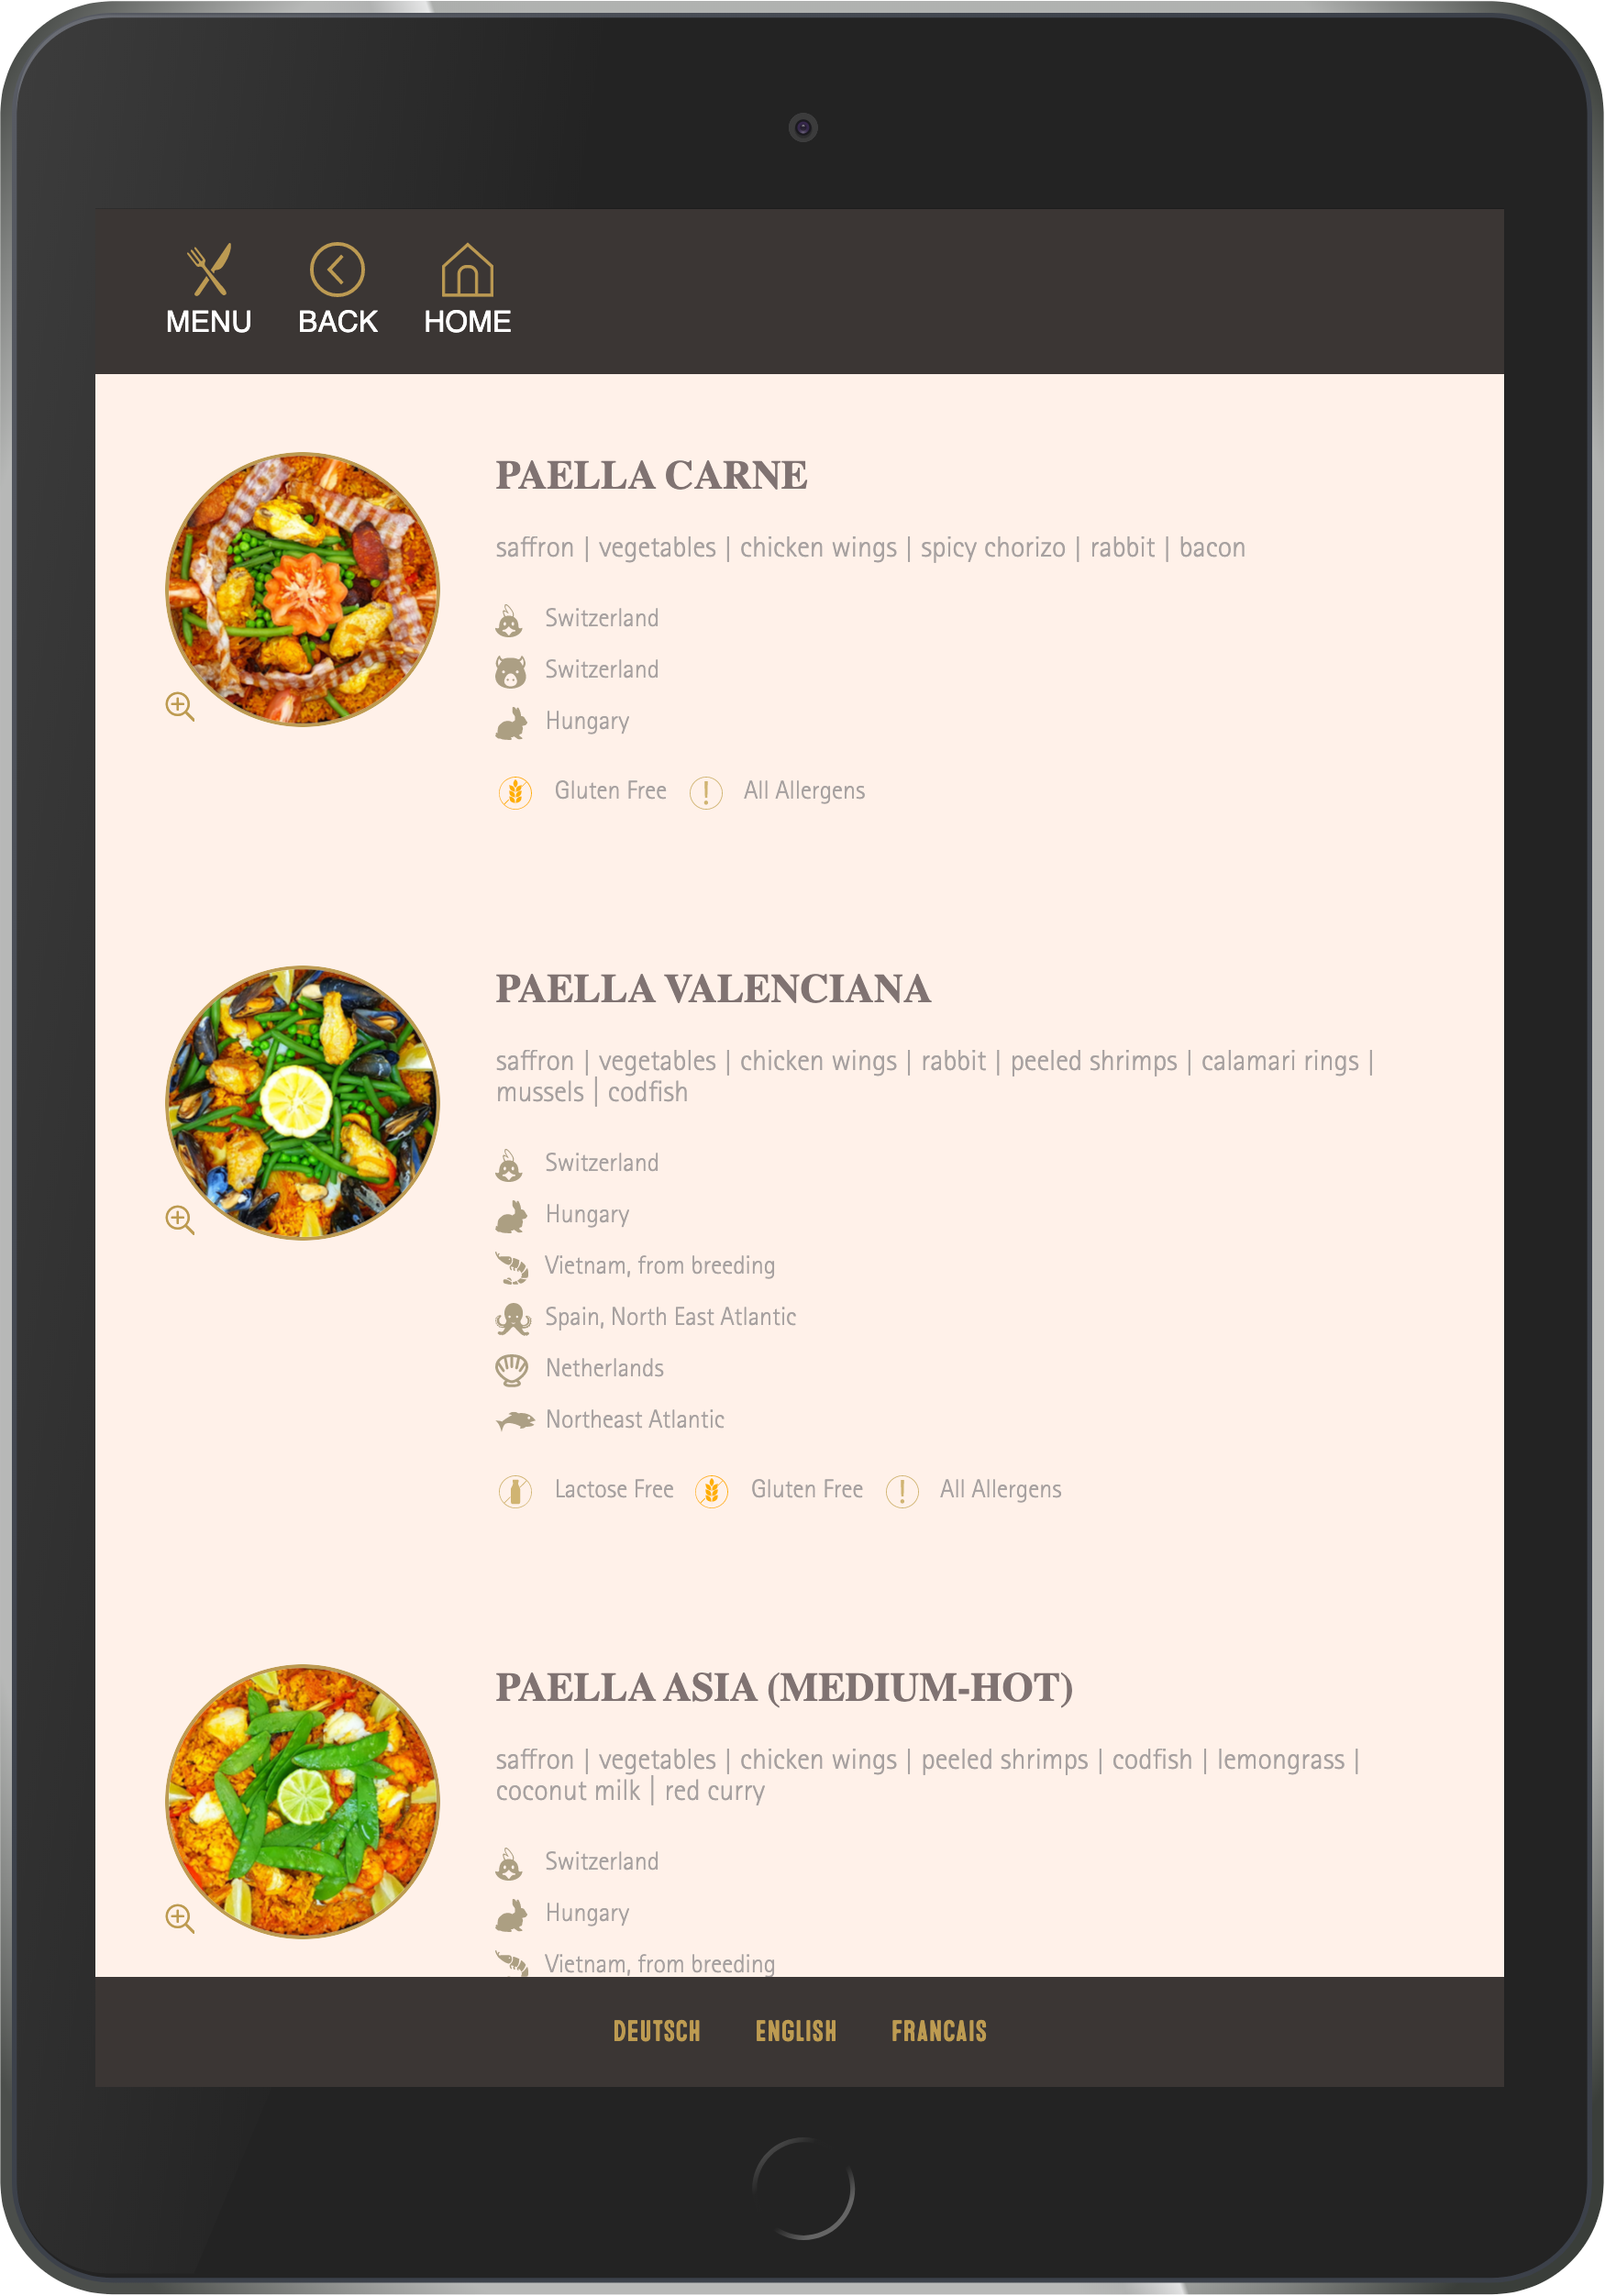 MENU BACK HOME
PAELLA CARNE
saffron | vegetables | chicken wings | spicy chorizo | rabbit | bacon
Switzerland
Switzerland
Hungary
Gluten Free All Allergens
PAELLA VALENCIANA
saffron | vegetables | chicken wings | rabbit | peeled shrimps | calamari rings |
mussels | codfish
Switzerland
Hungary
Vietnam, from breeding
Spain, North East Atlantic
Netherlands
Northeast Atlantic
Lactose Free Gluten Free All Allergens
PAELLA ASIA (MEDIUM-HOT)
saffron | vegetables | chicken wings | peeled shrimps | codfish | lemongrass |
coconut milk | red curry
Switzerland
Hungary
Vietnam, from breeding
DEUTSCH ENGLISH FRANCAIS